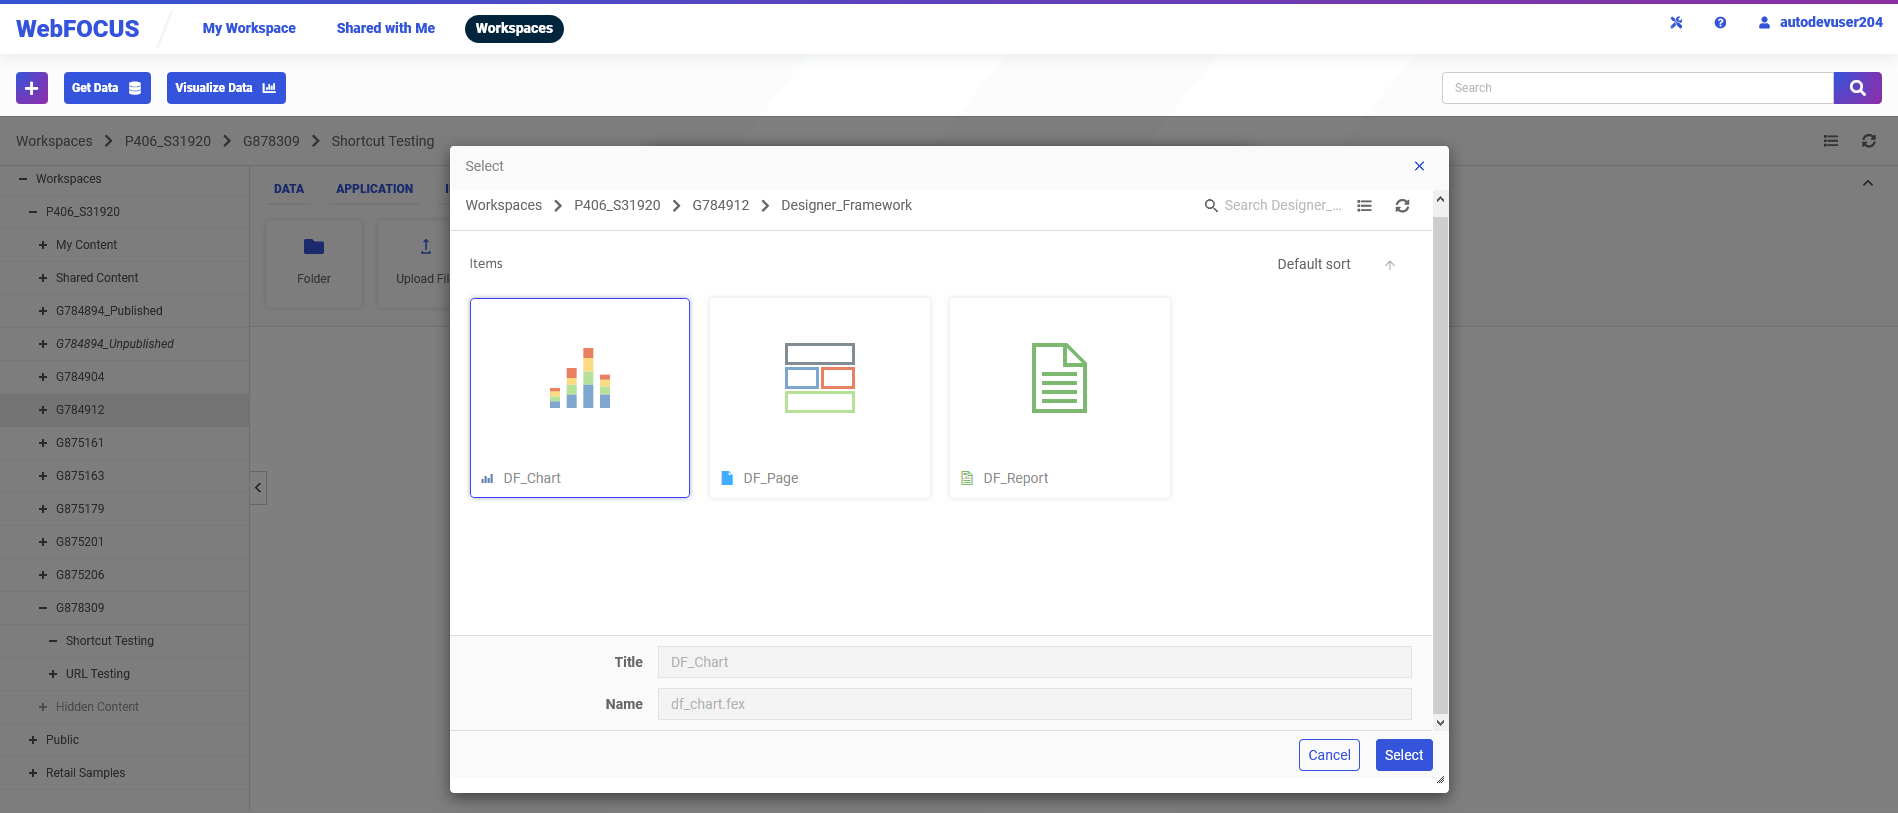 WebFOCUS
My Workspace Shared with Me Workspaces
autodevuser204
Get Data Visualize Data
Search
Workspaces P406_S31920 G878309 Shortcut Testing
Workspaces
P406_S31920
My Content
Shared Content
G784894_Published
G784894_Unpublished
G784904
G784912
G875161
G875163
G875179
G875201
G875206
G878309
Shortcut Testing
URL Testing
Hidden Content
Public
Retail Samples
DATA APPLICATION
Folder
Upload Fil
Select
Workspaces P406_S31920 G784912 Designer_Framework
Search Designer_...
Items
Default sort
DF_Chart
DF_Page
DF_Report
Title DF_Chart
Name df_chart.fex
Cancel Select